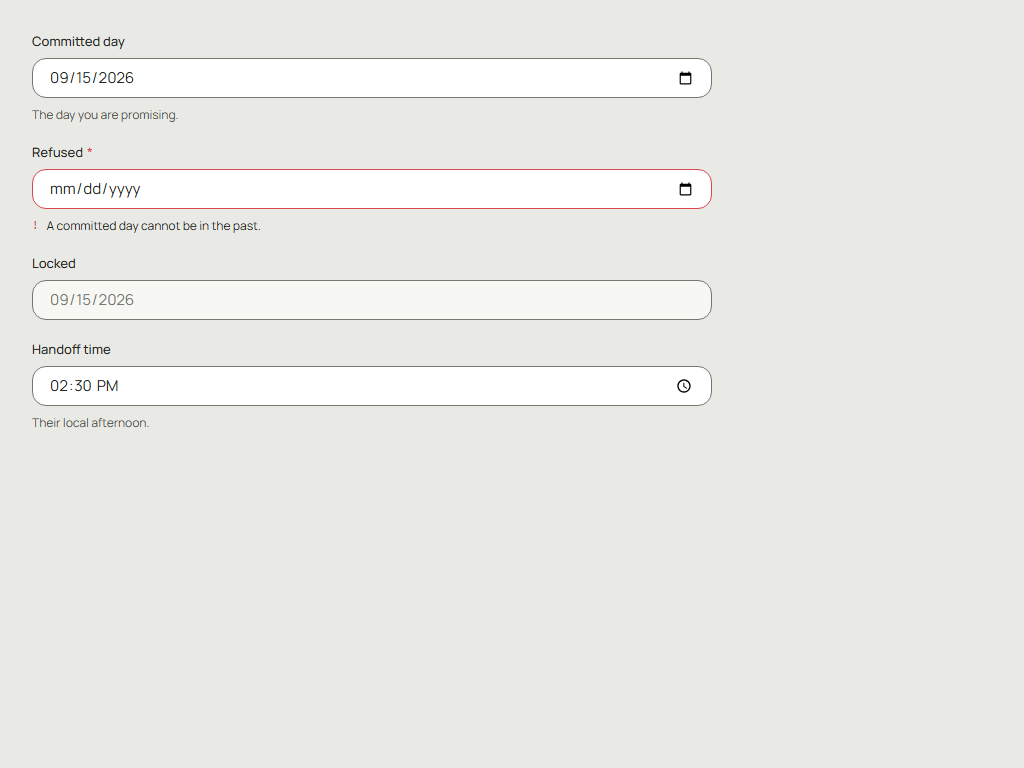 Committed day
09/15/2026
The day you are promising.
Refused *
mm/dd/yyyy
! A committed day cannot be in the past.
Locked
09/15/2026
Handoff time
02:30 PM
Their local afternoon.